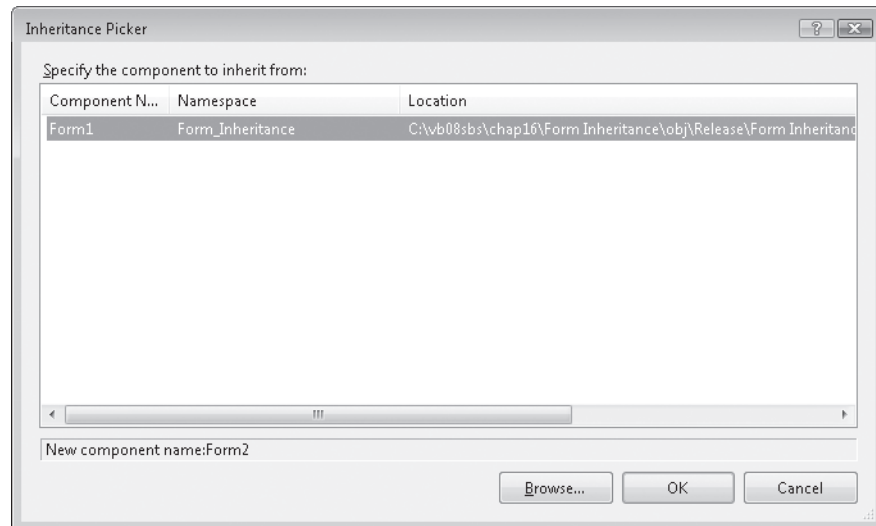 Inheritance Picker
Specify the component to inherit from:
Component N... Namespace Location
Form1 Form_Inheritance C:\vb08sbs\chap16\Form Inheritance\obj\Release\Form Inheritanc
New component name:Form2
Browse... OK Cancel